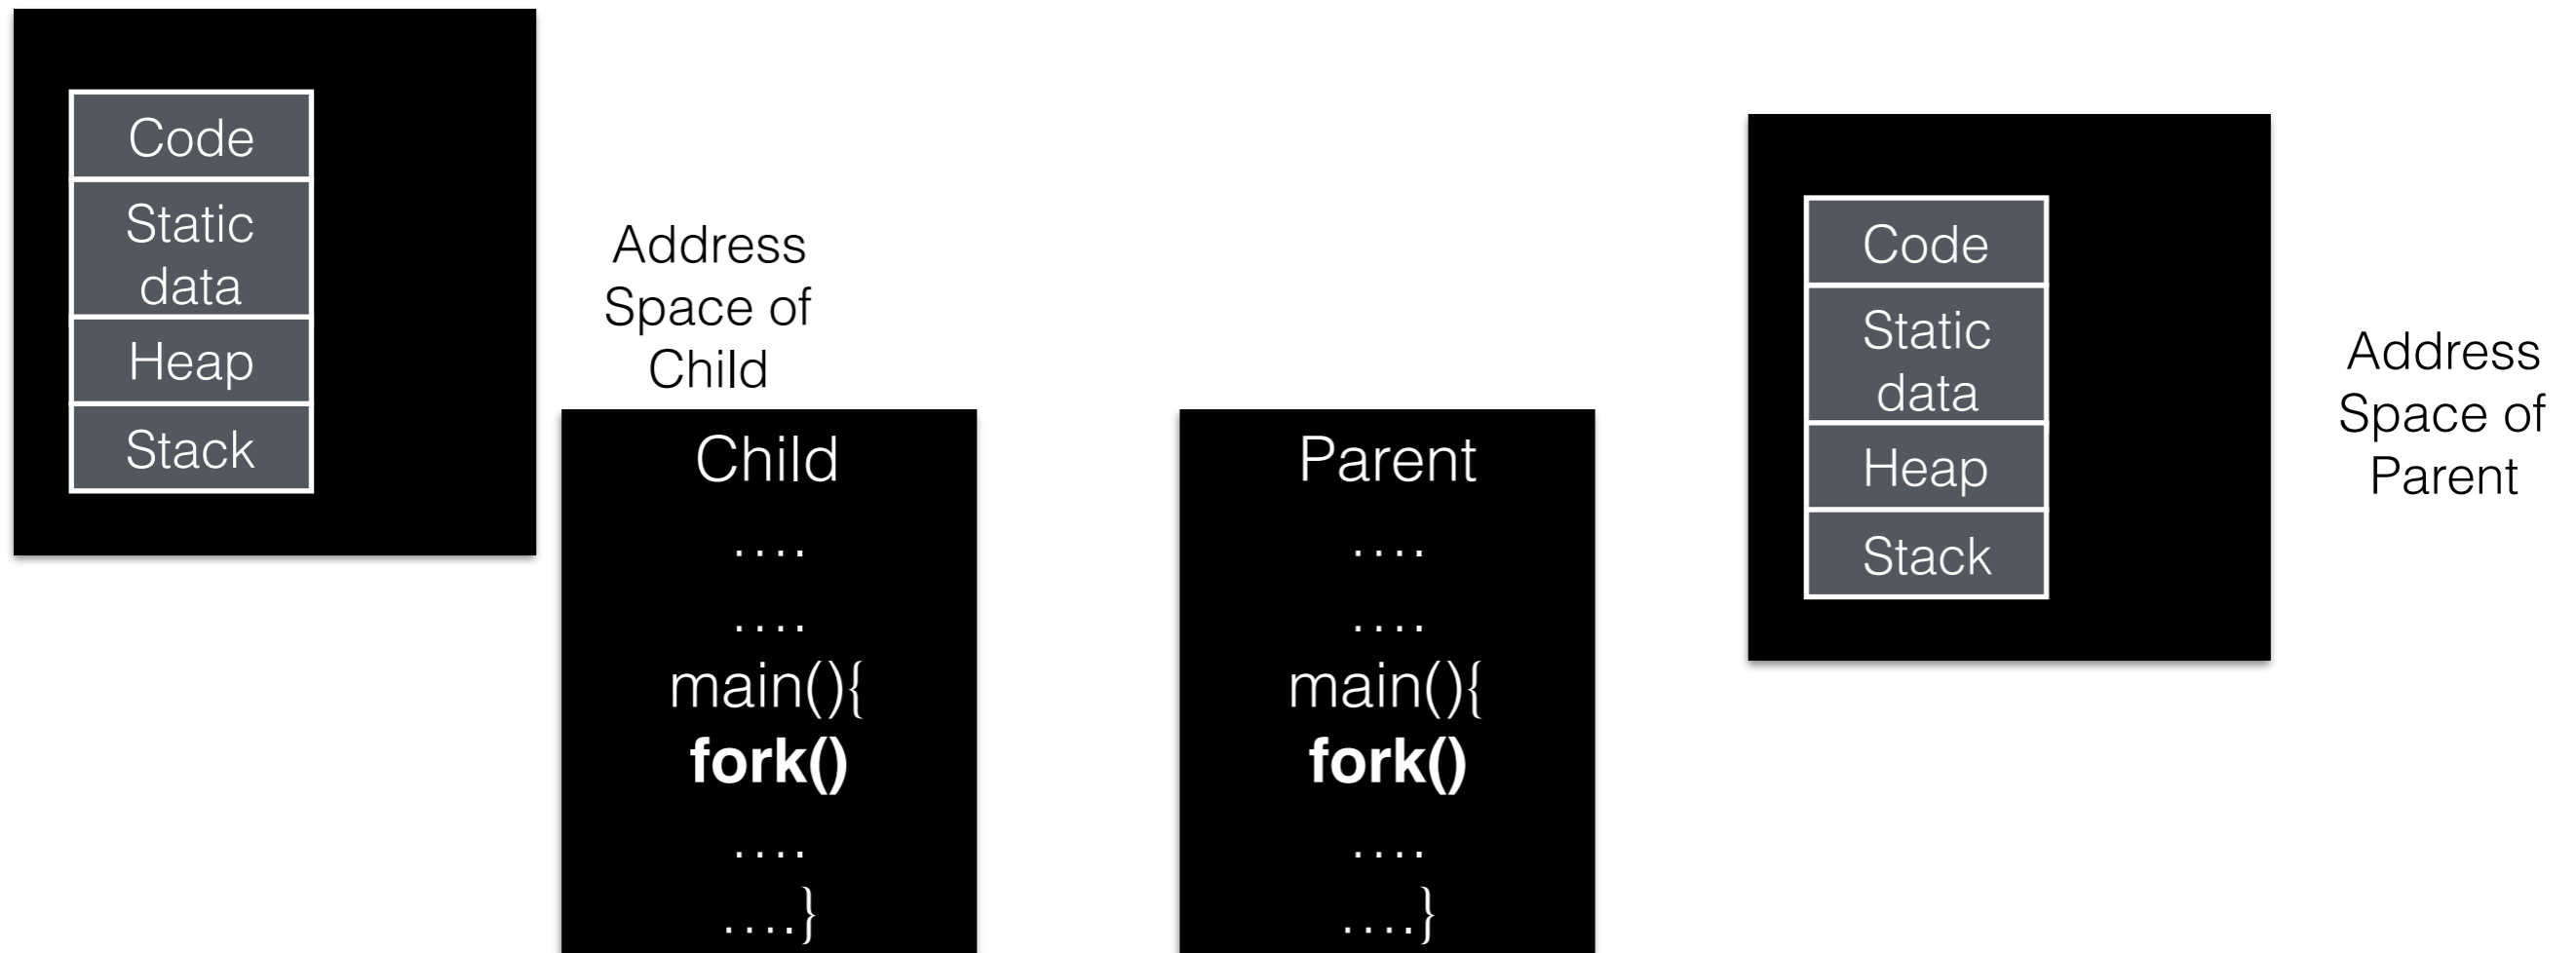 Code
Static
data
Heap
Stack
Address
Space of
Child
Child
....
....
main(){
fork()
....
....}
Parent
....
....
main(){
fork()
....
....}
Code
Static
data
Heap
Stack
Address
Space of
Parent